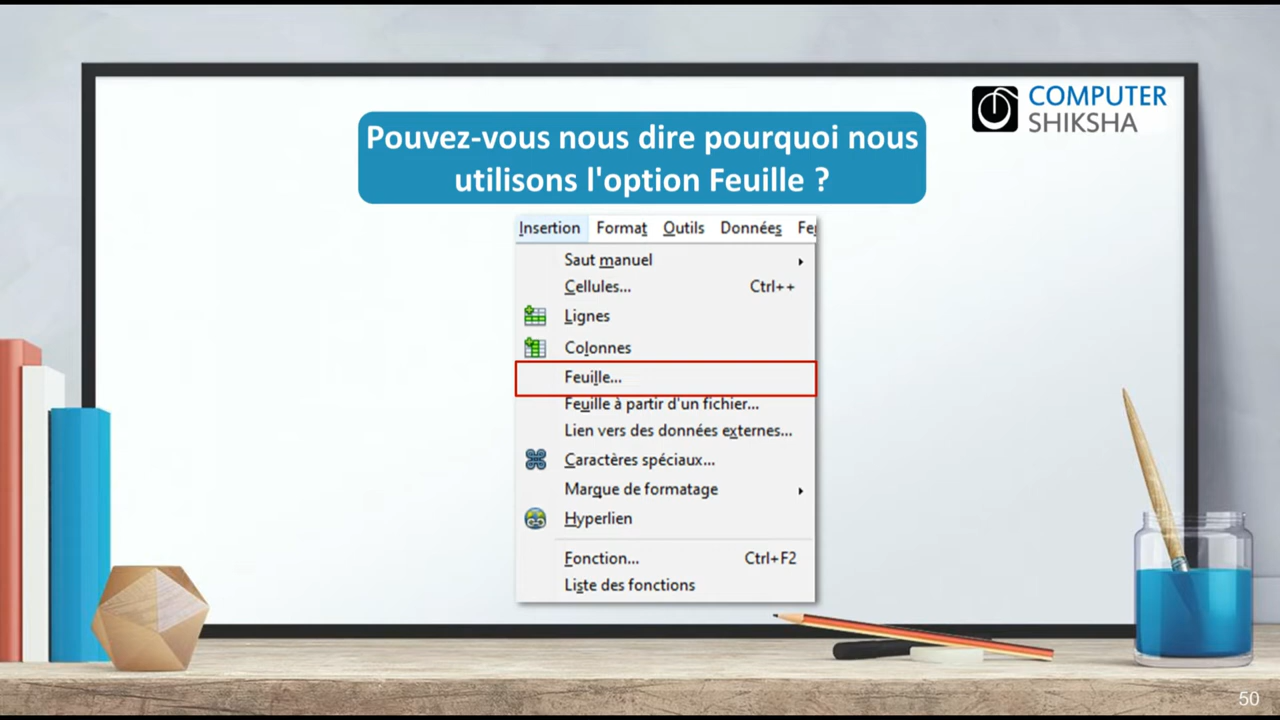 COMPUTER
SHIKSHA
Pouvez-vous nous dire pourquoi nous
utilisons l'option Feuille ?
Insertion Format Outils Données
Saut manuel
Cellules... Ctrl++
Lignes
Colonnes
Feuille...
Feuille à partir d'un fichier...
Lien vers des données externes...
Caractères spéciaux...
Marque de formatage
Hyperlien
Fonction... Ctrl+F2
Liste des fonctions
50